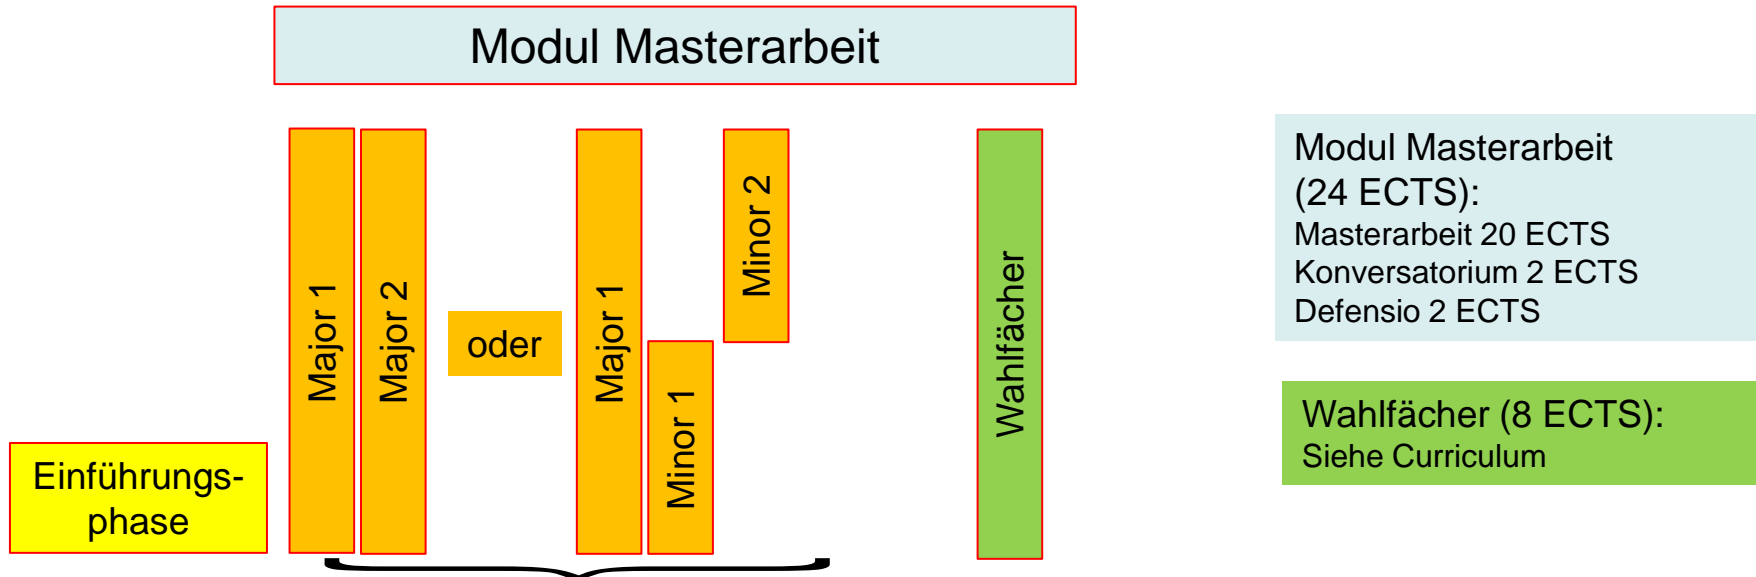 Modul Masterarbeit
Major 1
Major 2
oder
Major 1
Minor 1
Minor 2
Wahlfächer
Einführungs-
phase
Modul Masterarbeit
(24 ECTS):
Masterarbeit 20 ECTS
Konversatorium 2 ECTS
Defensio 2 ECTS
Wahlfächer (8 ECTS):
Siehe Curriculum